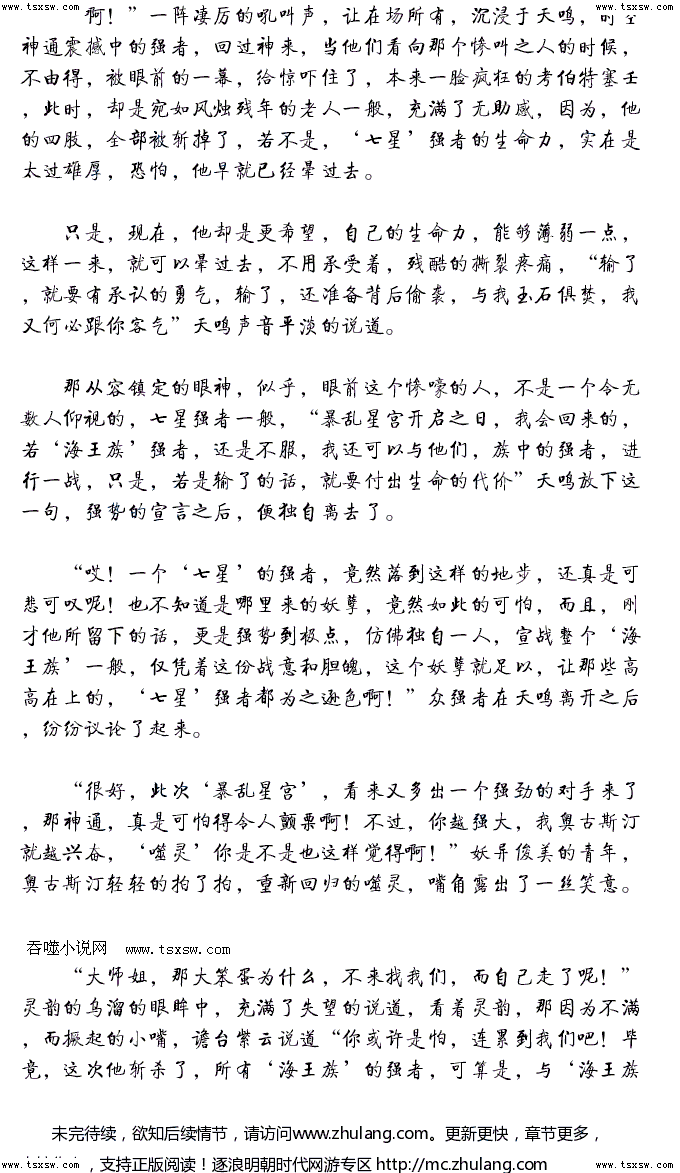 www.tsxsw.com www.tsxsw.com www.tsxsw.com www.tsxsw.com
啊！”一阵凄厉的吼叫声，让在场所有，沉浸于天鸣，时空
神通震撼中的强者，回过神来，当他们看向那个惨叫之人的时候，
不由得，被眼前的一幕，给惊吓住了，本来一脸疯狂的考伯特塞壬
，此时，却是宛如风烛残年的老人一般，充满了无助感，因为，他
的四肢，全部被斩掉了，若不是，‘七星’强者的生命力，实在是
太过雄厚，恐怕，他早就已经晕过去。
只是，现在，他却是更希望，自己的生命力，能够薄弱一点，
这样一来，就可以晕过去，不用承受着，残酷的撕裂疼痛，“输了
，就要有承认的勇气，输了，还准备背后偷袭，与我玉石俱焚，我
又何必跟你客气”天鸣声音平淡的说道。
那从容镇定的眼神，似乎，眼前这个惨嚎的人，不是一个令无
数人仰视的，七星强者一般，“暴乱星宫开启之日，我会回来的，
若‘海王族’强者，还是不服，我还可以与他们，族中的强者，进
行一战，只是，若是输了的话，就要付出生命的代价”天鸣放下这
一句，强势的宣言之后，便独自离去了。
“哎！一个‘七星’的强者，竟然落到这样的地步，还真是可
悲可叹呢！也不知道是哪里来的妖孽，竟然如此的可怕，而且，刚
才他所留下的话，更是强势到极点，仿佛独自一人，宣战整个‘海
王族’一般，仅凭着这份战意和胆魄，这个妖孽就足以，让那些高
高在上的，‘七星’强者都为之逊色啊！”众强者在天鸣离开之后
，纷纷议论了起来。
“很好，此次‘暴乱星宫’，看来又多出一个强劲的对手来了
，那神通，真是可怕得令人颤栗啊！不过，你越强大，我奥古斯汀
就越兴奋，‘噬灵’你是不是也这样觉得啊！”妖异俊美的青年，
奥古斯汀轻轻的拍了拍，重新回归的噬灵，嘴角露出了一丝笑意。
吞噬小说网 www.tsxsw.com
“大师姐，那大笨蛋为什么，不来找我们，而自己走了呢！”
灵韵的乌溜的眼眸中，充满了失望的说道，看着灵韵，那因为不满
，而撅起的小嘴，谵台紫云说道“你或许是怕，连累到我们吧！毕
竟，这次他斩杀了，所有‘海王族’的强者，可算是，与‘海王族
未完待续，欲知后续情节，请访问www.zhulang.com。更新更快，章节更多，
，支持正版阅读！逐浪明朝时代网游专区 http://mc.zhulang.com
www.tsxsw.com www.tsxsw.com www.tsxsw.com www.tsxsw.com